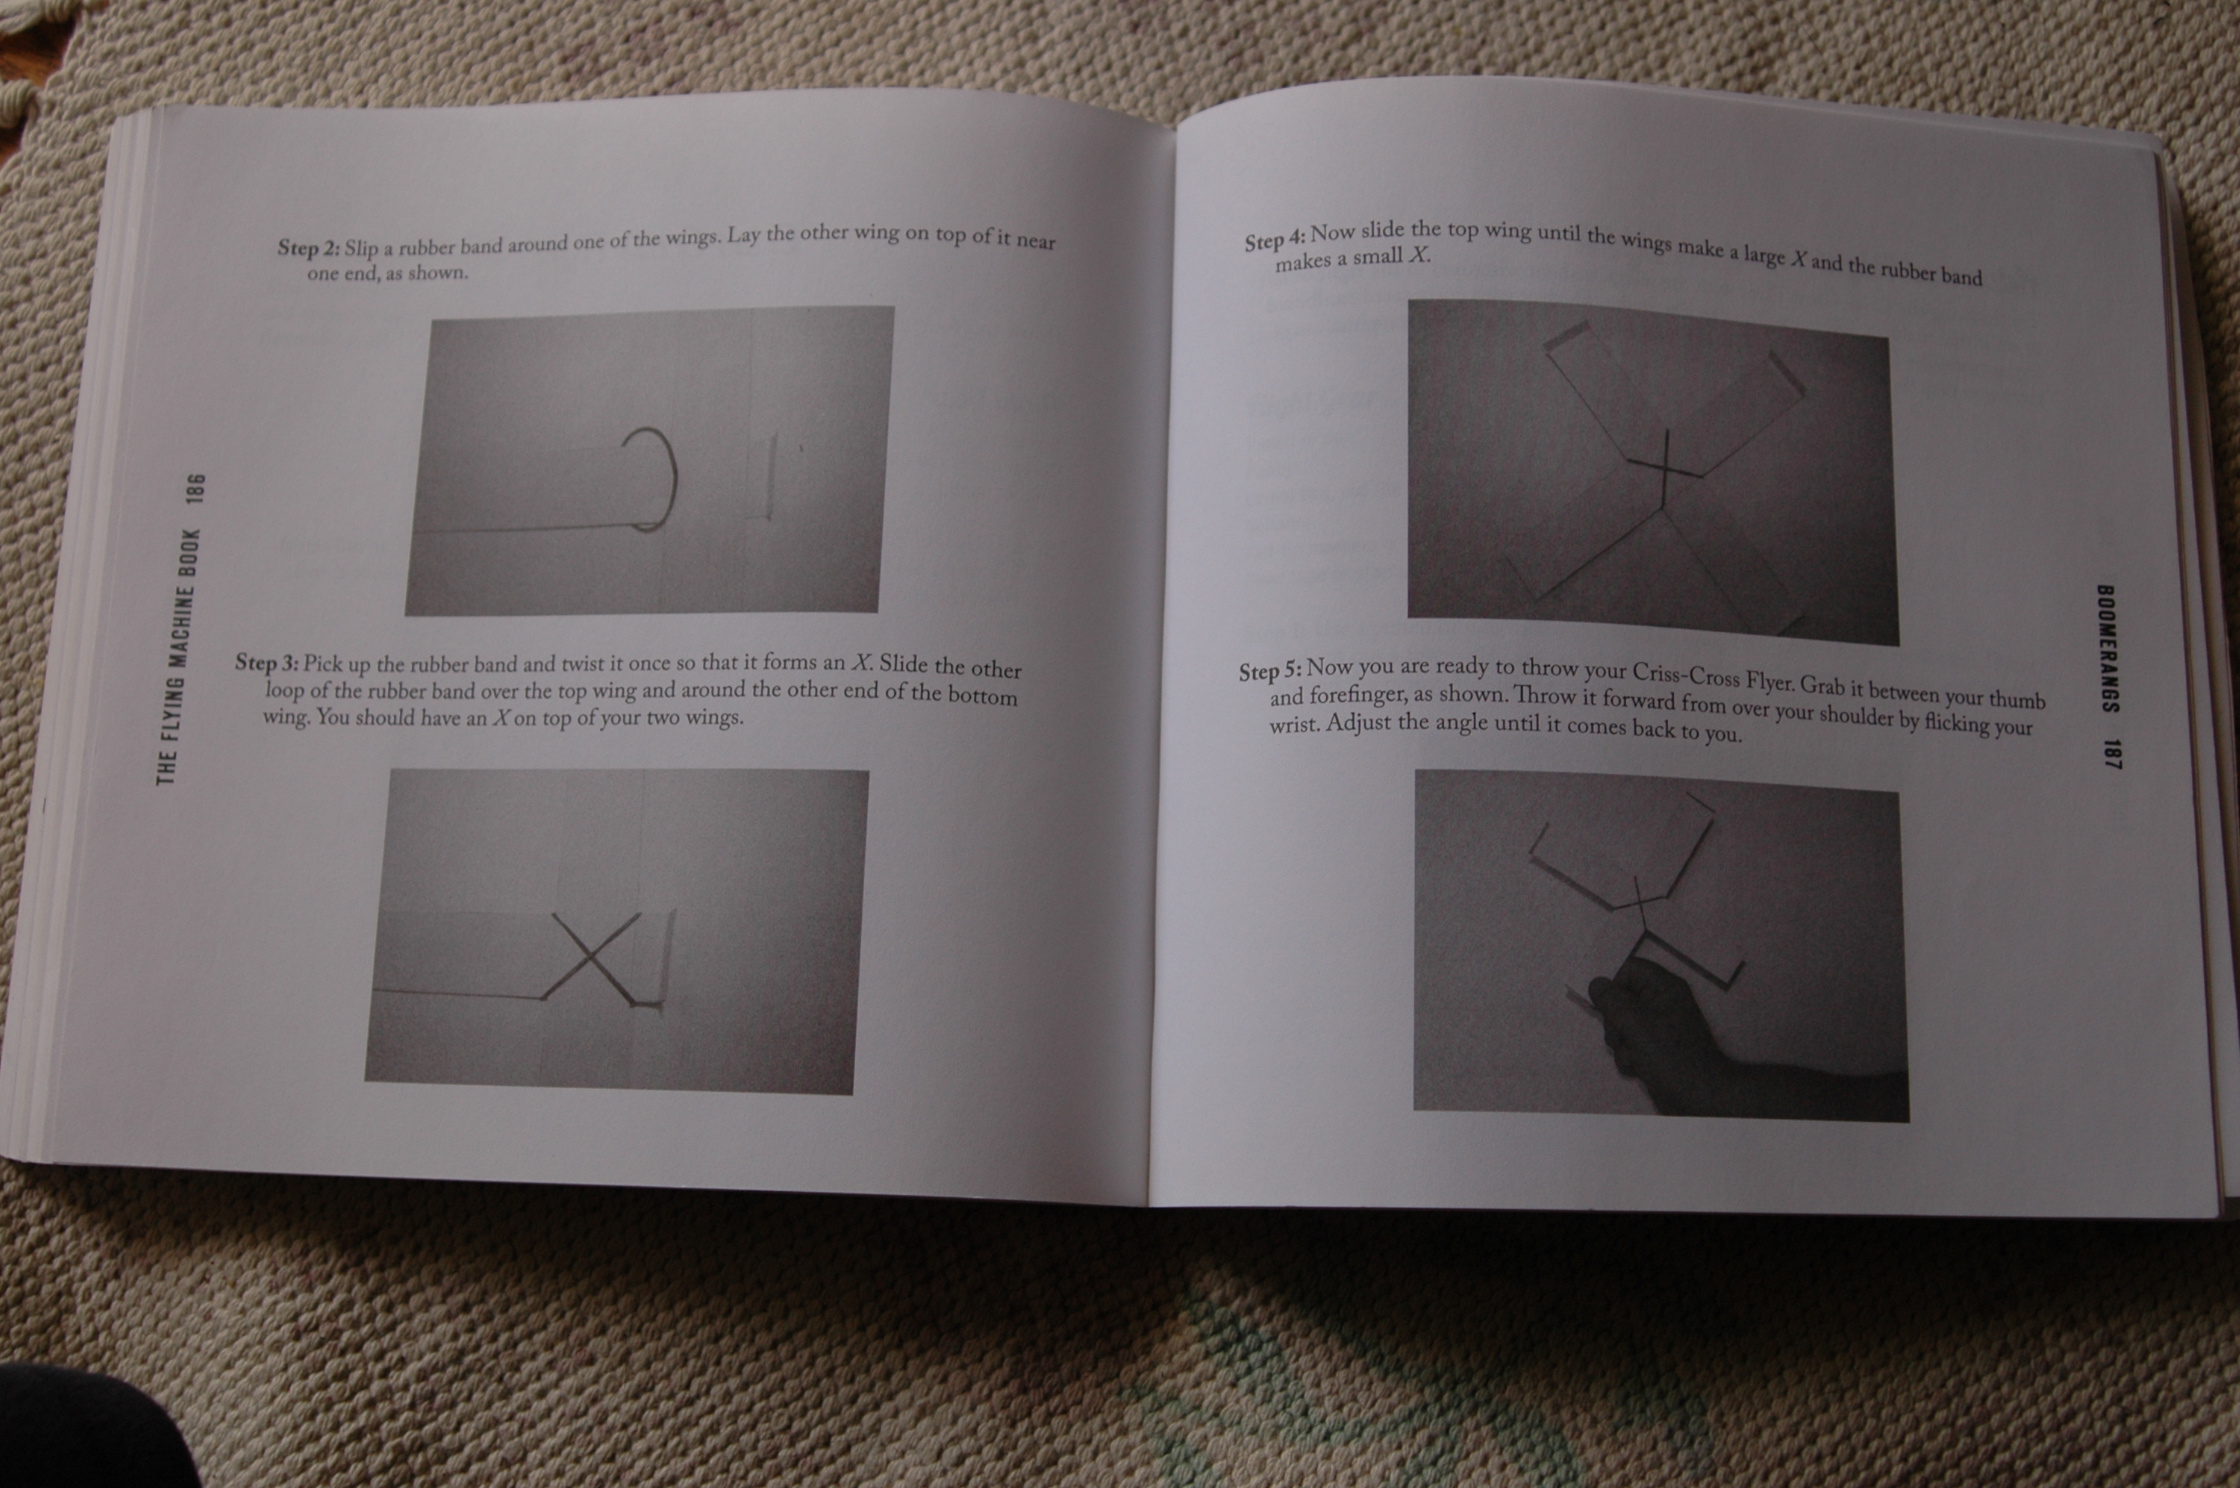 THE FLYING MACHINE BOOK 186
Step 2: Slip a rubber band around one of the wings. Lay the other wing on top of it near
one end, as shown.
Step 3: Pick up the rubber band and twist it once so that it forms an X. Slide the other
loop of the rubber band over the top wing and around the other end of the bottom
wing. You should have an X on top of your two wings.
Step 4: Now slide the top wing until the wings make a large X and the rubber band
makes a small X.
Step 5: Now you are ready to throw your Criss-Cross Flyer. Grab it between your thumb
and forefinger, as shown. Throw it forward from over your shoulder by flicking your
wrist. Adjust the angle until it comes back to you.
BOOMERANGS 187